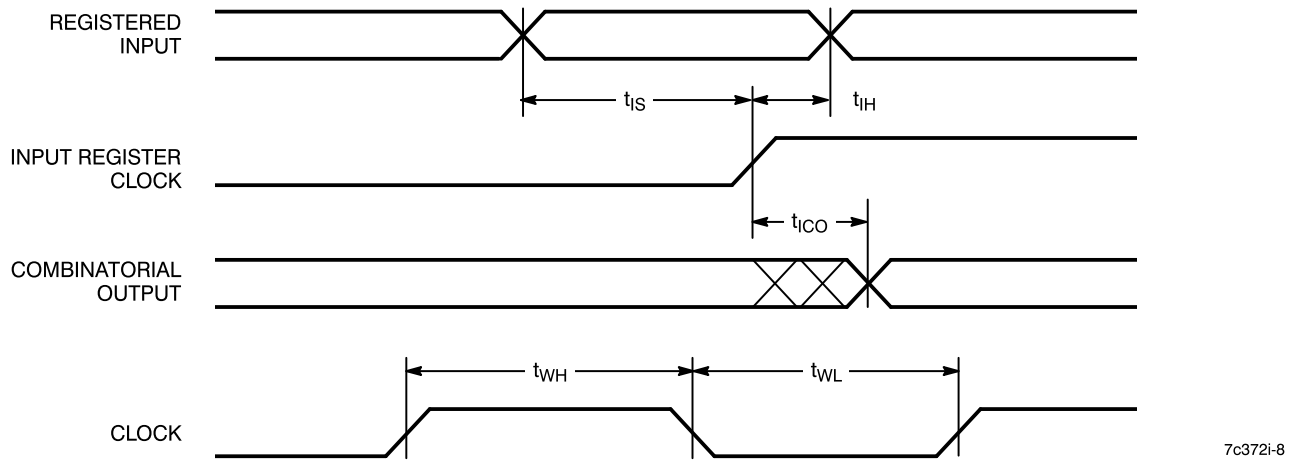 REGISTERED
INPUT
tIS
tIH
INPUT REGISTER
CLOCK
tICO
COMBINATORIAL
OUTPUT
tWH
tWL
CLOCK
7c372i-8